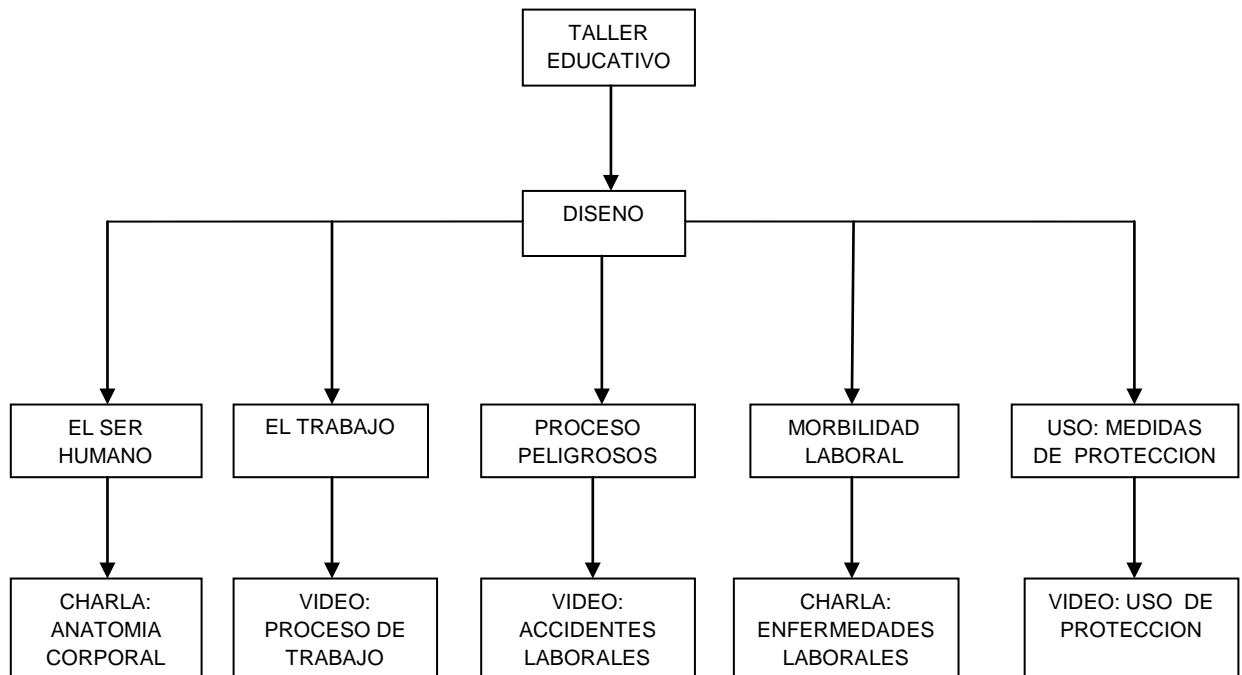 TALLER
EDUCATIVO
DISENO
EL SER
HUMANO
EL TRABAJO
PROCESO
PELIGROSOS
MORBILIDAD
LABORAL
USO: MEDIDAS
DE PROTECCION
CHARLA:
ANATOMIA
CORPORAL
VIDEO:
PROCESO DE
TRABAJO
VIDEO:
ACCIDENTES
LABORALES
CHARLA:
ENFERMEDADES
LABORALES
VIDEO: USO DE
PROTECCION